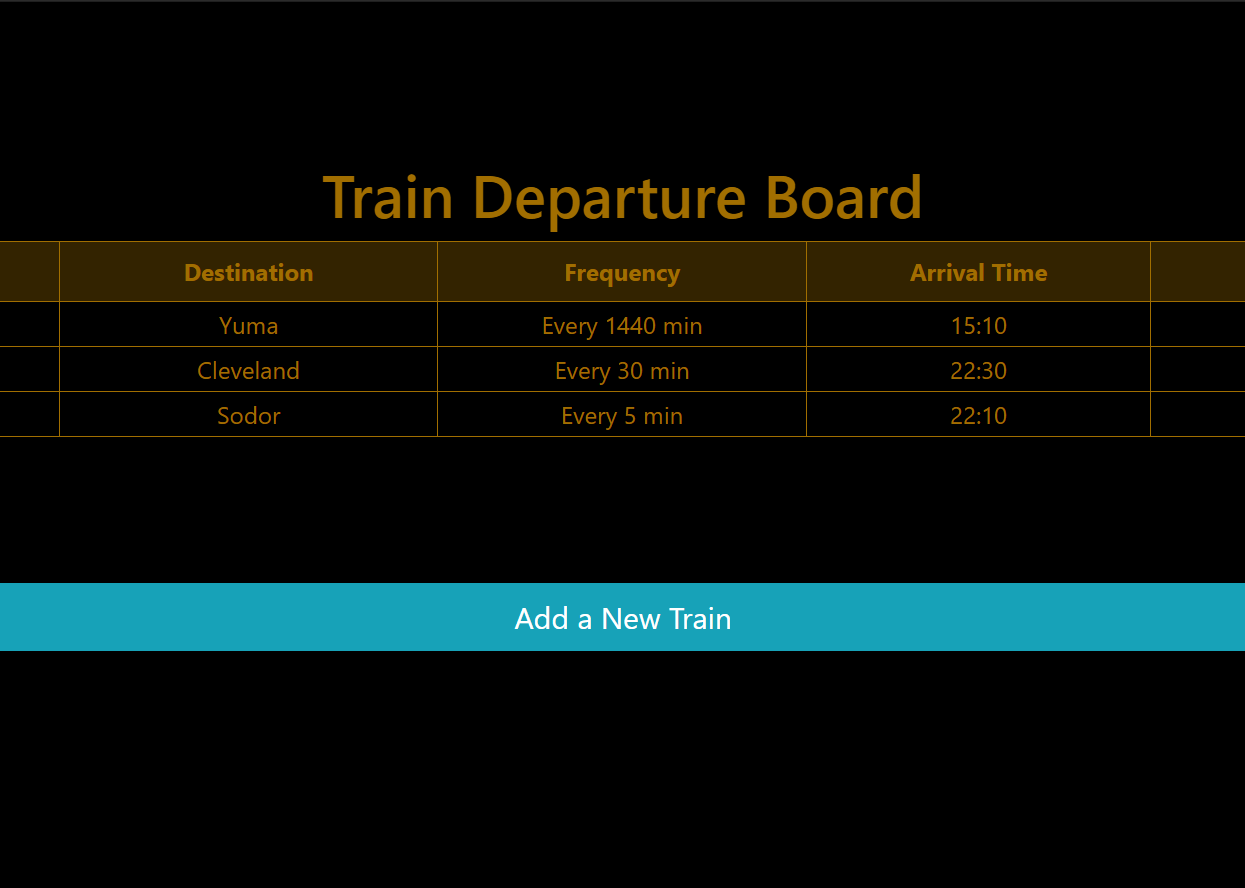 Train Departure Board
Destination Frequency Arrival Time
Yuma Every 1440 min 15:10
Cleveland Every 30 min 22:30
Sodor Every 5 min 22:10
Add a New Train